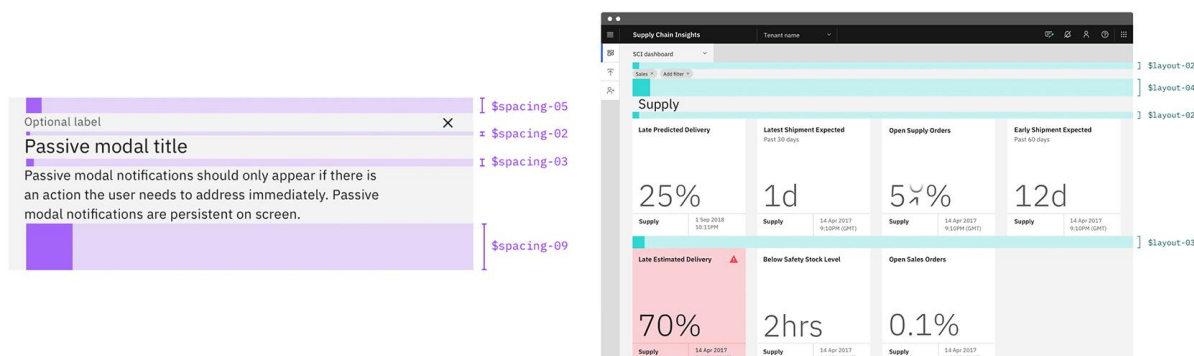 $spacing-05
Optional label
$spacing-02
Passive modal title
$spacing-03
Passive modal notifications should only appear if there is
an action the user needs to address immediately. Passive
modal notifications are persistent on screen.
$spacing-09
Supply Chain Insights
Tenant name
SCI dashboard
$layout-02
Sales ×
Add filter ×
$layout-04
Supply
$layout-02
Late Predicted Delivery
25%
Supply
1 Sep 2018
10:11PM
Latest Shipment Expected
Past 30 days
1d
Supply
14 Apr 2017
9:10PM (GMT)
Open Supply Orders
Supply
14 Apr 2017
9:10PM (GMT)
Early Shipment Expected
Past 60 days
12d
Supply
14 Apr 2017
9:10PM (GMT)
$layout-03
Late Estimated Delivery
70%
Supply
14 Apr 2017
Below Safety Stock Level
2hrs
Supply
14 Apr 2017
Open Sales Orders
0.1%
Supply
14 Apr 2017